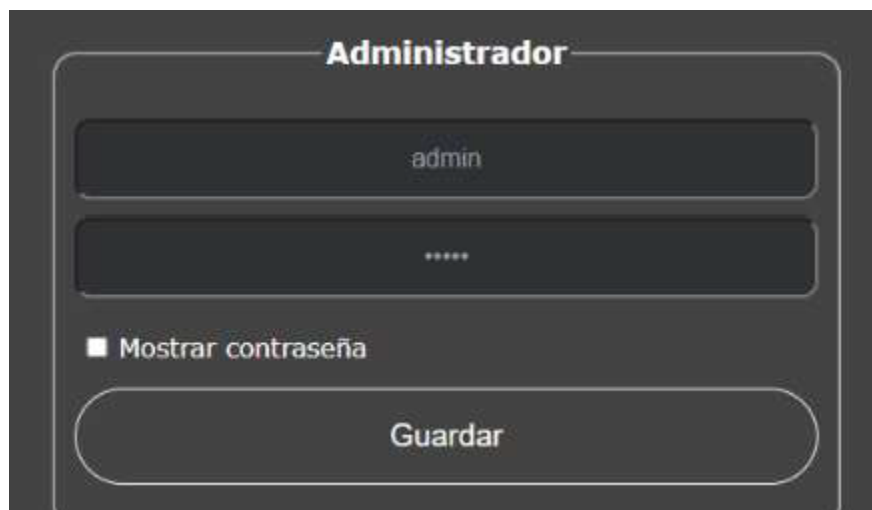 Administrador
admin
•••••
Mostrar contraseña
Guardar